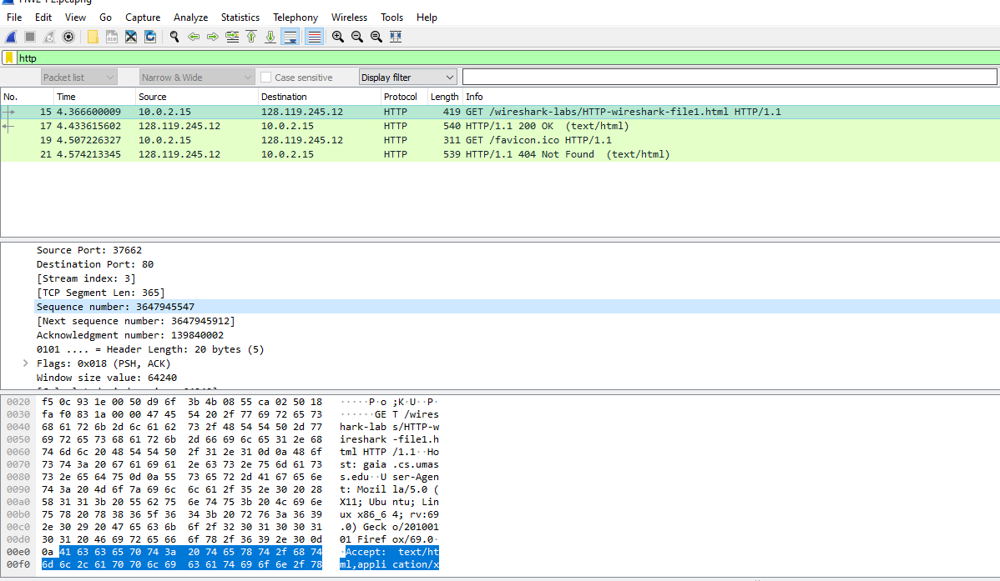 File Edit View Go Capture Analyze Statistics Telephony Wireless Tools Help
http
Packet list Narrow & Wide Case sensitive Display filter
No. Time Source Destination Protocol Length Info
15 4.366600009 10.0.2.15 128.119.245.12 HTTP 419 GET /wireshark-labs/HTTP-wireshark-file1.html HTTP/1.1
17 4.433615602 128.119.245.12 10.0.2.15 HTTP 540 HTTP/1.1 200 OK (text/html)
19 4.507226327 10.0.2.15 128.119.245.12 HTTP 311 GET /favicon.ico HTTP/1.1
21 4.574213345 128.119.245.12 10.0.2.15 HTTP 539 HTTP/1.1 404 Not Found (text/html)
Source Port: 37662
Destination Port: 80
[Stream index: 3]
[TCP Segment Len: 365]
Sequence number: 3647945547
[Next sequence number: 3647945912]
Acknowledgment number: 139840002
0101 .... = Header Length: 20 bytes (5)
Flags: 0x018 (PSH, ACK)
Window size value: 64240
0020 f5 0c 93 1e 00 50 d9 6f 3b 4b 08 55 ca 02 50 18 ·····P·o ;K·U··P·
0030 fa f0 83 1a 00 00 47 45 54 20 2f 77 69 72 65 73 ······GE T /wires
0040 68 61 72 6b 2d 6c 61 62 73 2f 48 54 54 50 2d 77 hark-lab s/HTTP-w
0050 69 72 65 73 68 61 72 6b 2d 66 69 6c 65 31 2e 68 ireshark -file1.h
0060 74 6d 6c 20 48 54 54 50 2f 31 2e 31 0d 0a 48 6f tml HTTP /1.1··Ho
0070 73 74 3a 20 67 61 69 61 2e 63 73 2e 75 6d 61 73 st: gaia .cs.umas
0080 73 2e 65 64 75 0d 0a 55 73 65 72 2d 41 67 65 6e s.edu··U ser-Agen
0090 74 3a 20 4d 6f 7a 69 6c 6c 61 2f 35 2e 30 20 28 t: Mozil la/5.0 (
00a0 58 31 31 3b 20 55 62 75 6e 74 75 3b 20 4c 69 6e X11; Ubu ntu; Lin
00b0 75 78 20 78 38 36 5f 36 34 3b 20 72 76 3a 36 39 ux x86_6 4; rv:69
00c0 2e 30 29 20 47 65 63 6b 6f 2f 32 30 31 30 30 31 .0) Geck o/201001
00d0 30 31 20 46 69 72 65 66 6f 78 2f 36 39 2e 30 0d 01 Firef ox/69.0·
00e0 0a 41 63 63 65 70 74 3a 20 74 65 78 74 2f 68 74 ·Accept: text/ht
00f0 6d 6c 2c 61 70 70 6c 69 63 61 74 69 6f 6e 2f 78 ml,appli cation/x